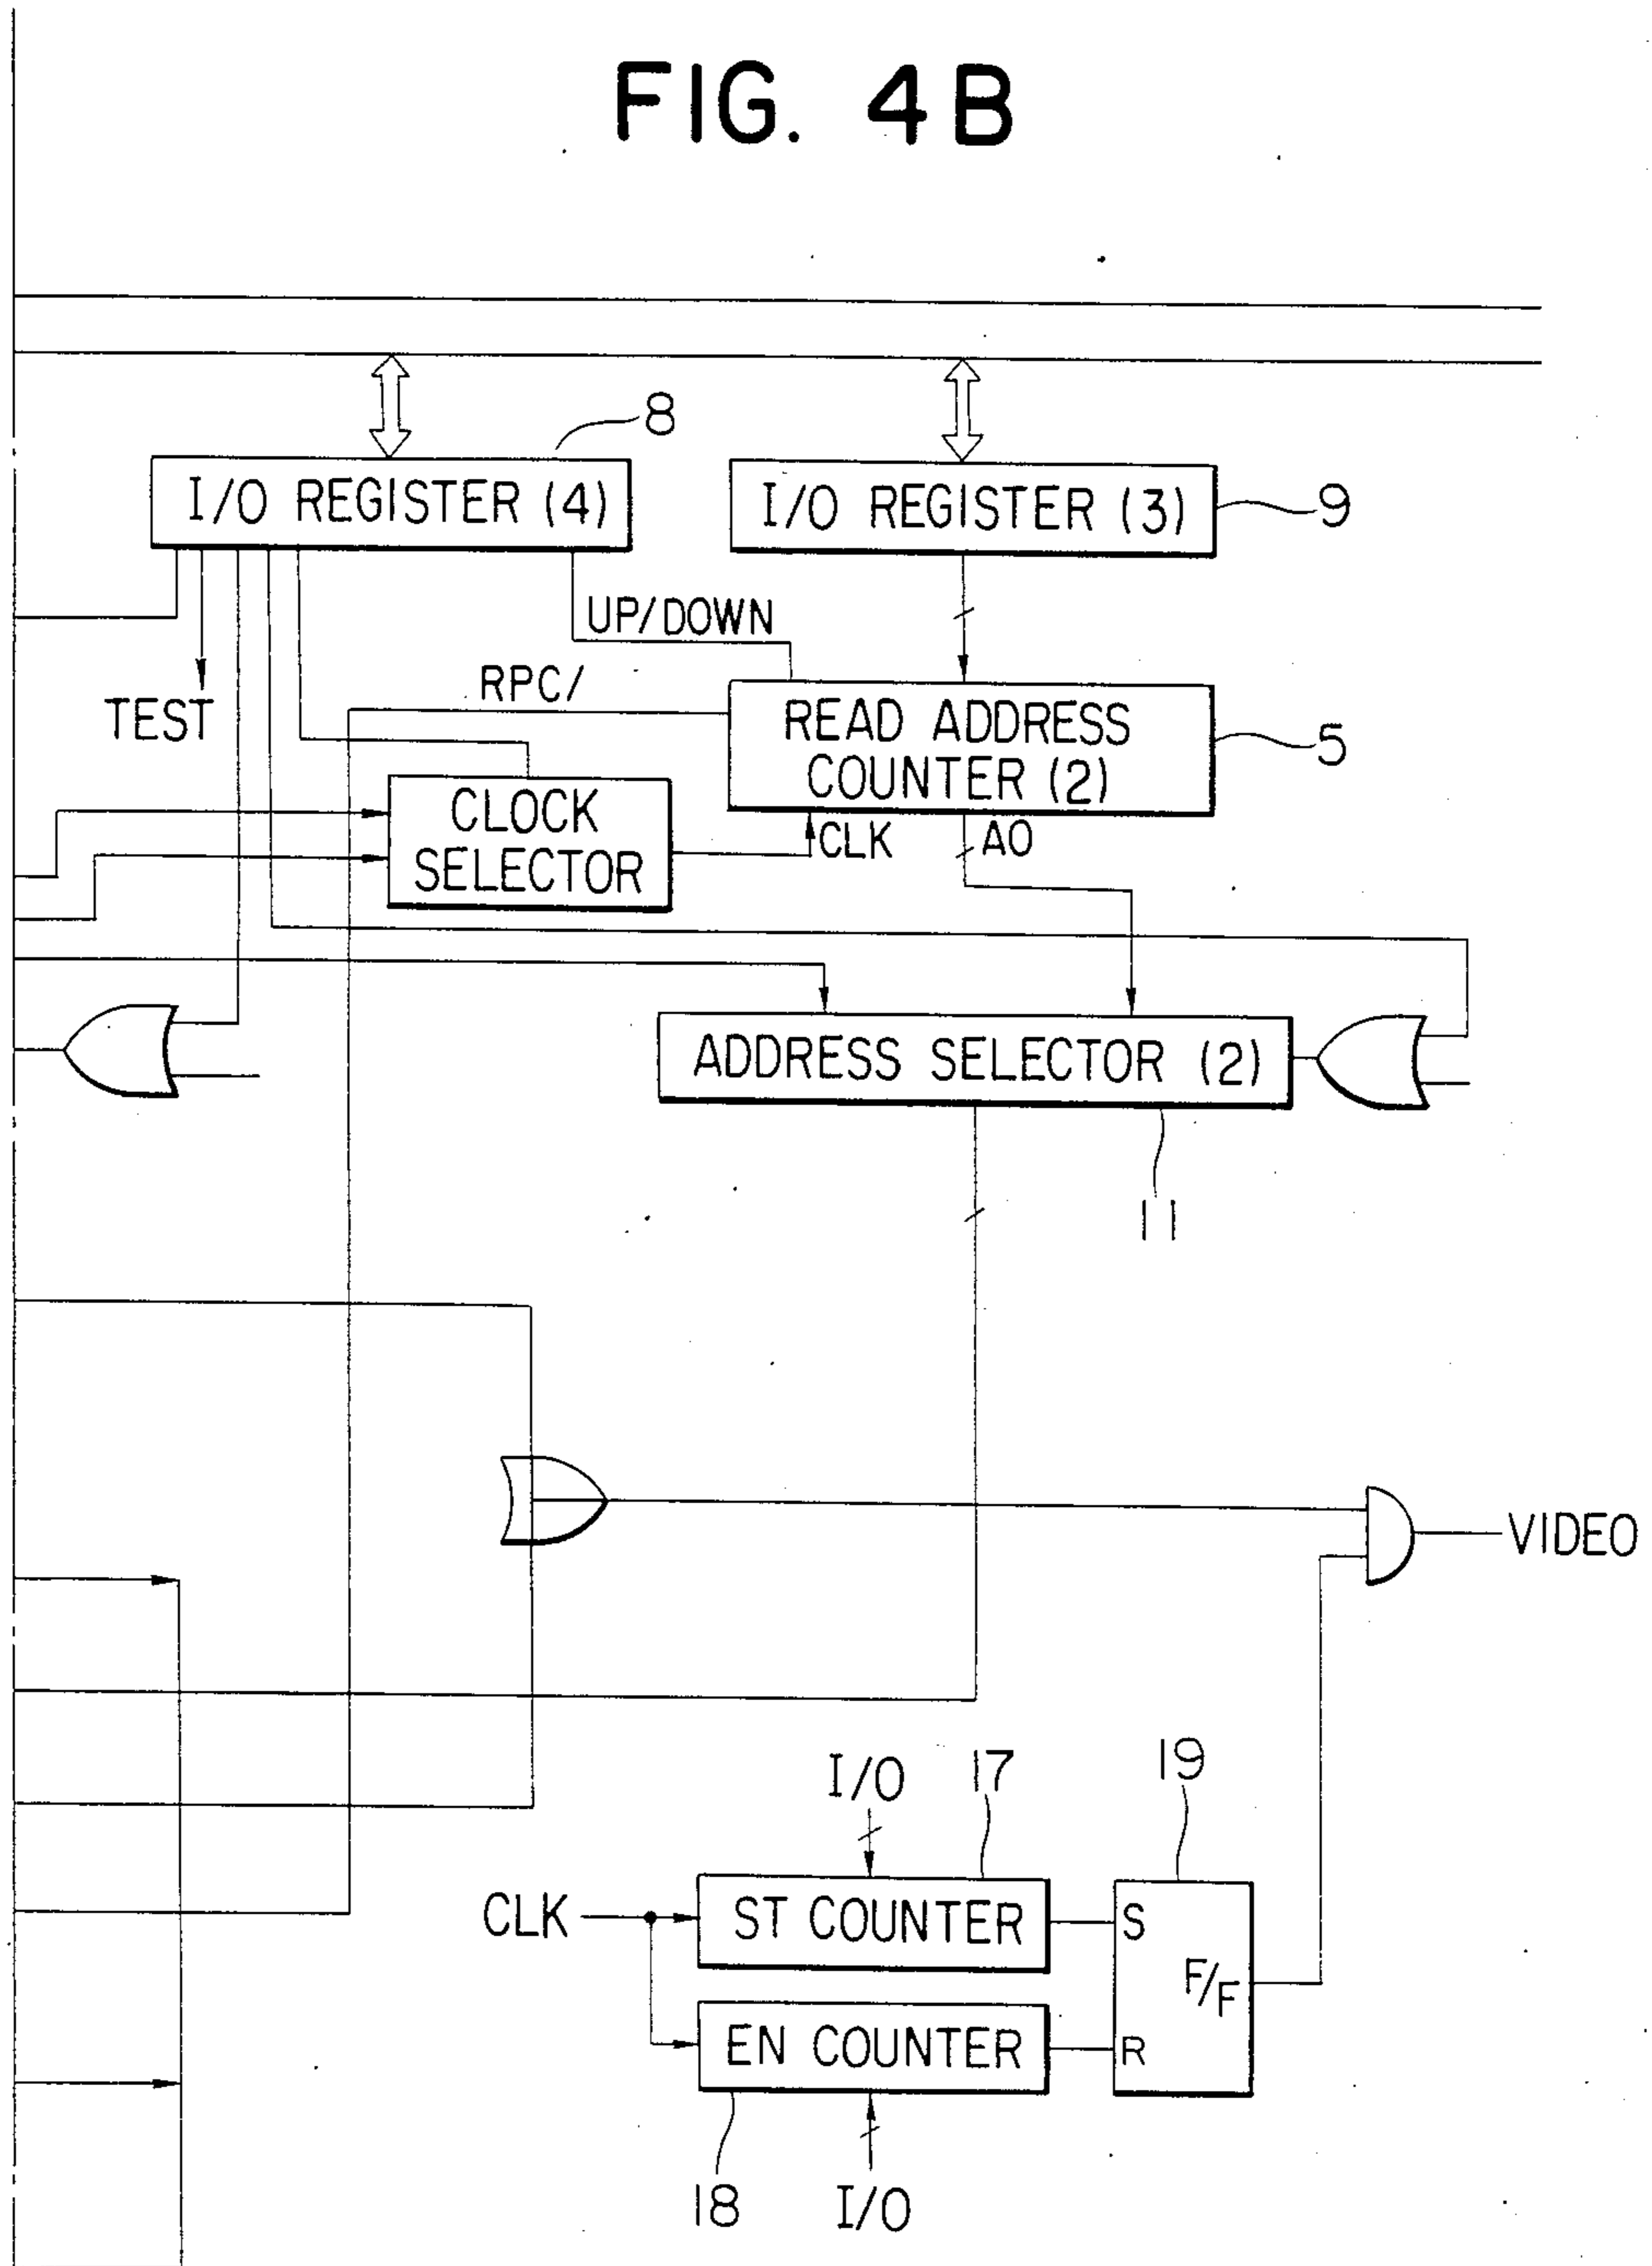 FIG. 4B
8
I/O REGISTER (4)
I/O REGISTER (3)
9
UP/DOWN
RPC/
TEST
READ ADDRESS
COUNTER (2)
5
CLOCK
SELECTOR
CLK
AO
ADDRESS SELECTOR (2)
11
VIDEO
I/O
17
19
CLK
ST COUNTER
S
F/F
EN COUNTER
R
18
I/O